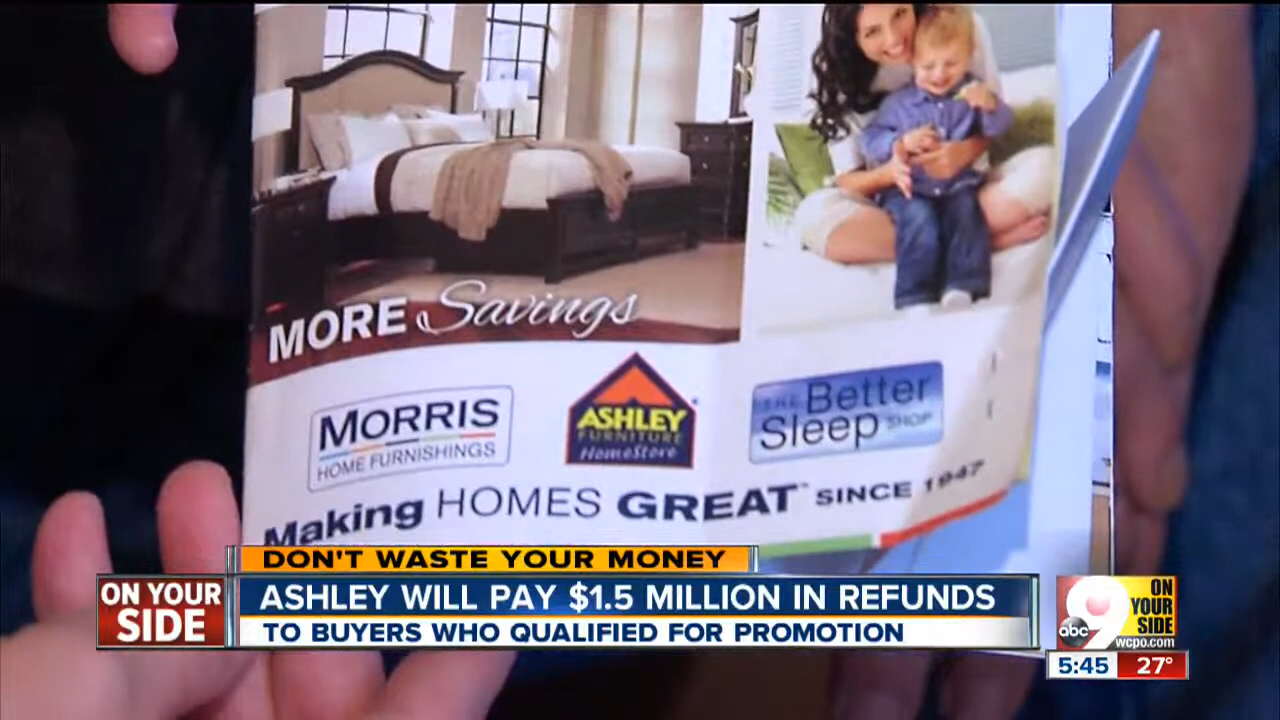 MORE Savings
MORRIS
HOME FURNISHINGS
ASHLEY
FURNITURE
HomeStore
THE Better
Sleep SHOP
Making HOMES GREAT™ SINCE 1947
DON'T WASTE YOUR MONEY
ON YOUR
SIDE
ASHLEY WILL PAY $1.5 MILLION IN REFUNDS
TO BUYERS WHO QUALIFIED FOR PROMOTION
abc 9
ON
YOUR
SIDE
wcpo.com
5:45 27°